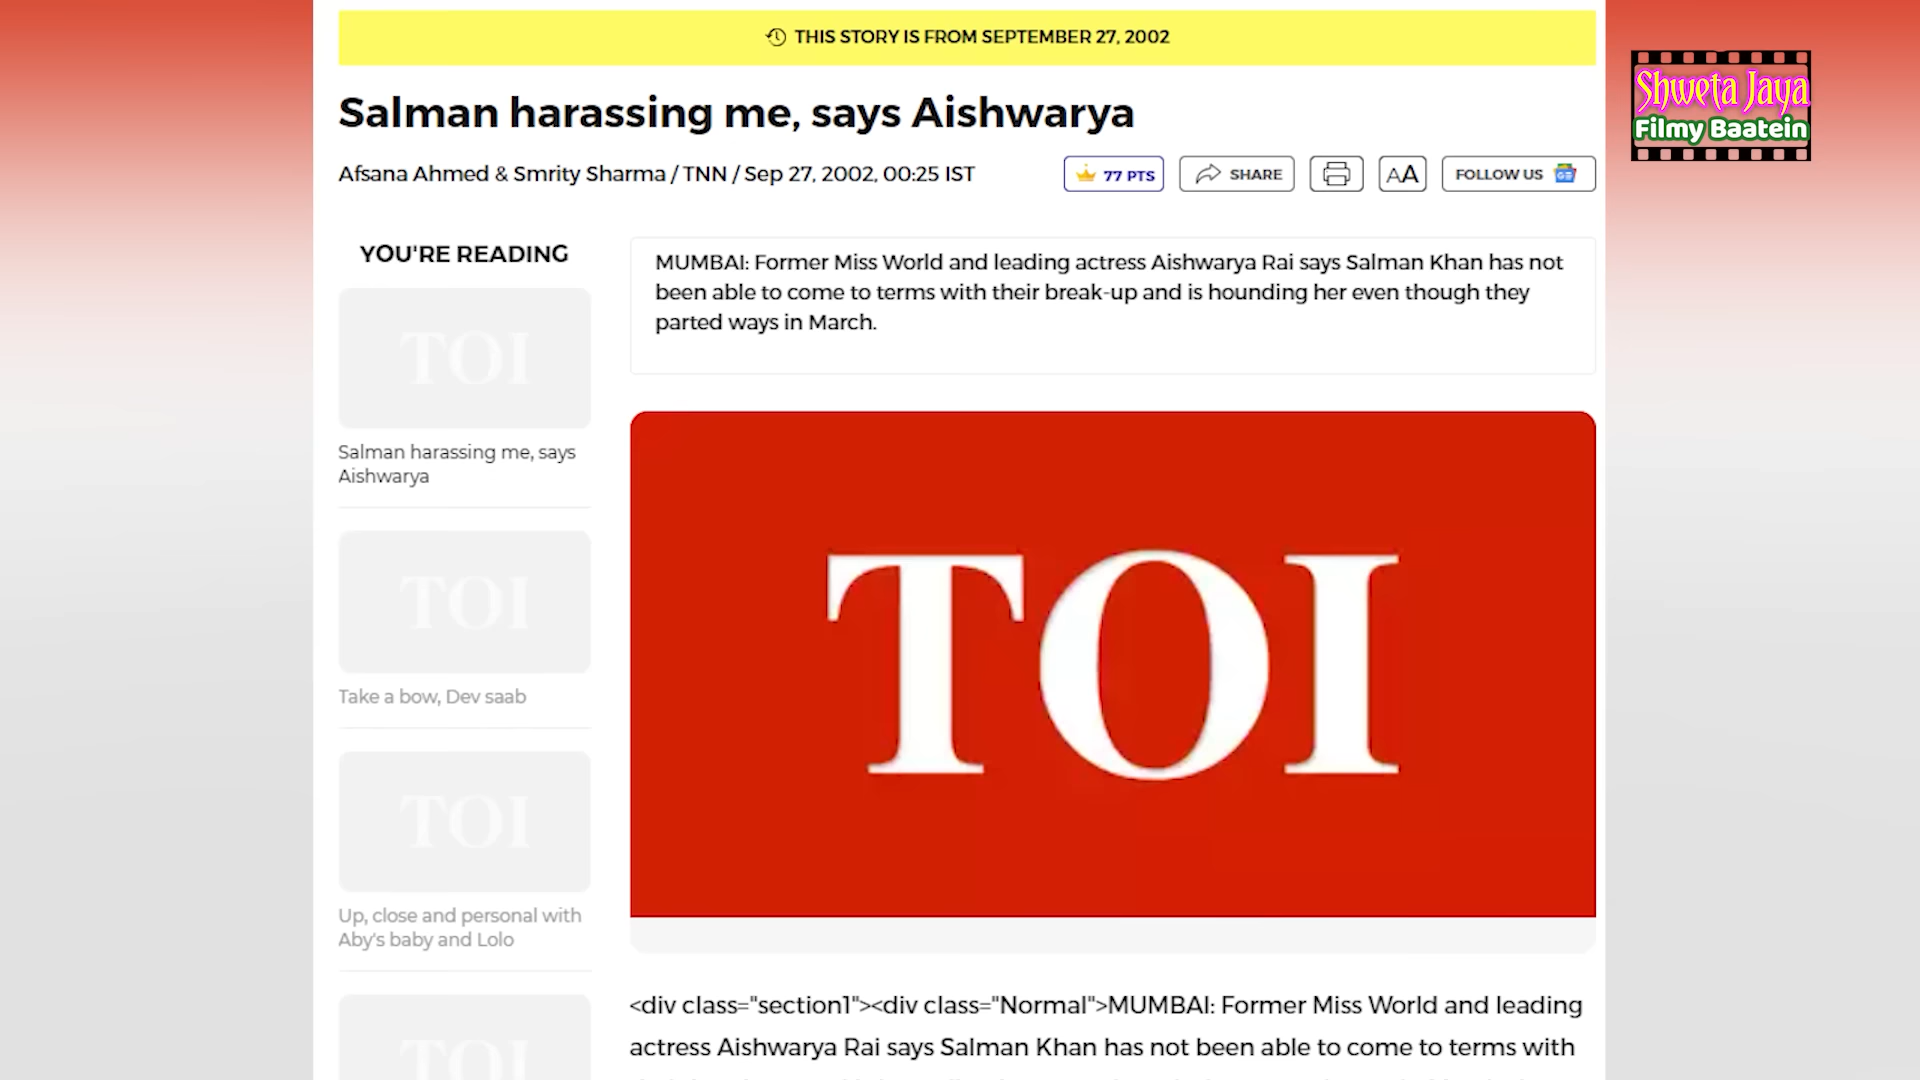 THIS STORY IS FROM SEPTEMBER 27, 2002
Shweta Jaya
Filmy Baatein
Salman harassing me, says Aishwarya
Afsana Ahmed & Smrity Sharma / TNN / Sep 27, 2002, 00:25 IST
77 PTS
SHARE
AA
FOLLOW US
YOU'RE READING
TOI
Salman harassing me, says
Aishwarya
TOI
Take a bow, Dev saab
TOI
Up, close and personal with
Aby's baby and Lolo
TOI
MUMBAI: Former Miss World and leading actress Aishwarya Rai says Salman Khan has not
been able to come to terms with their break-up and is hounding her even though they
parted ways in March.
TOI
<div class="section1"><div class="Normal">MUMBAI: Former Miss World and leading
actress Aishwarya Rai says Salman Khan has not been able to come to terms with